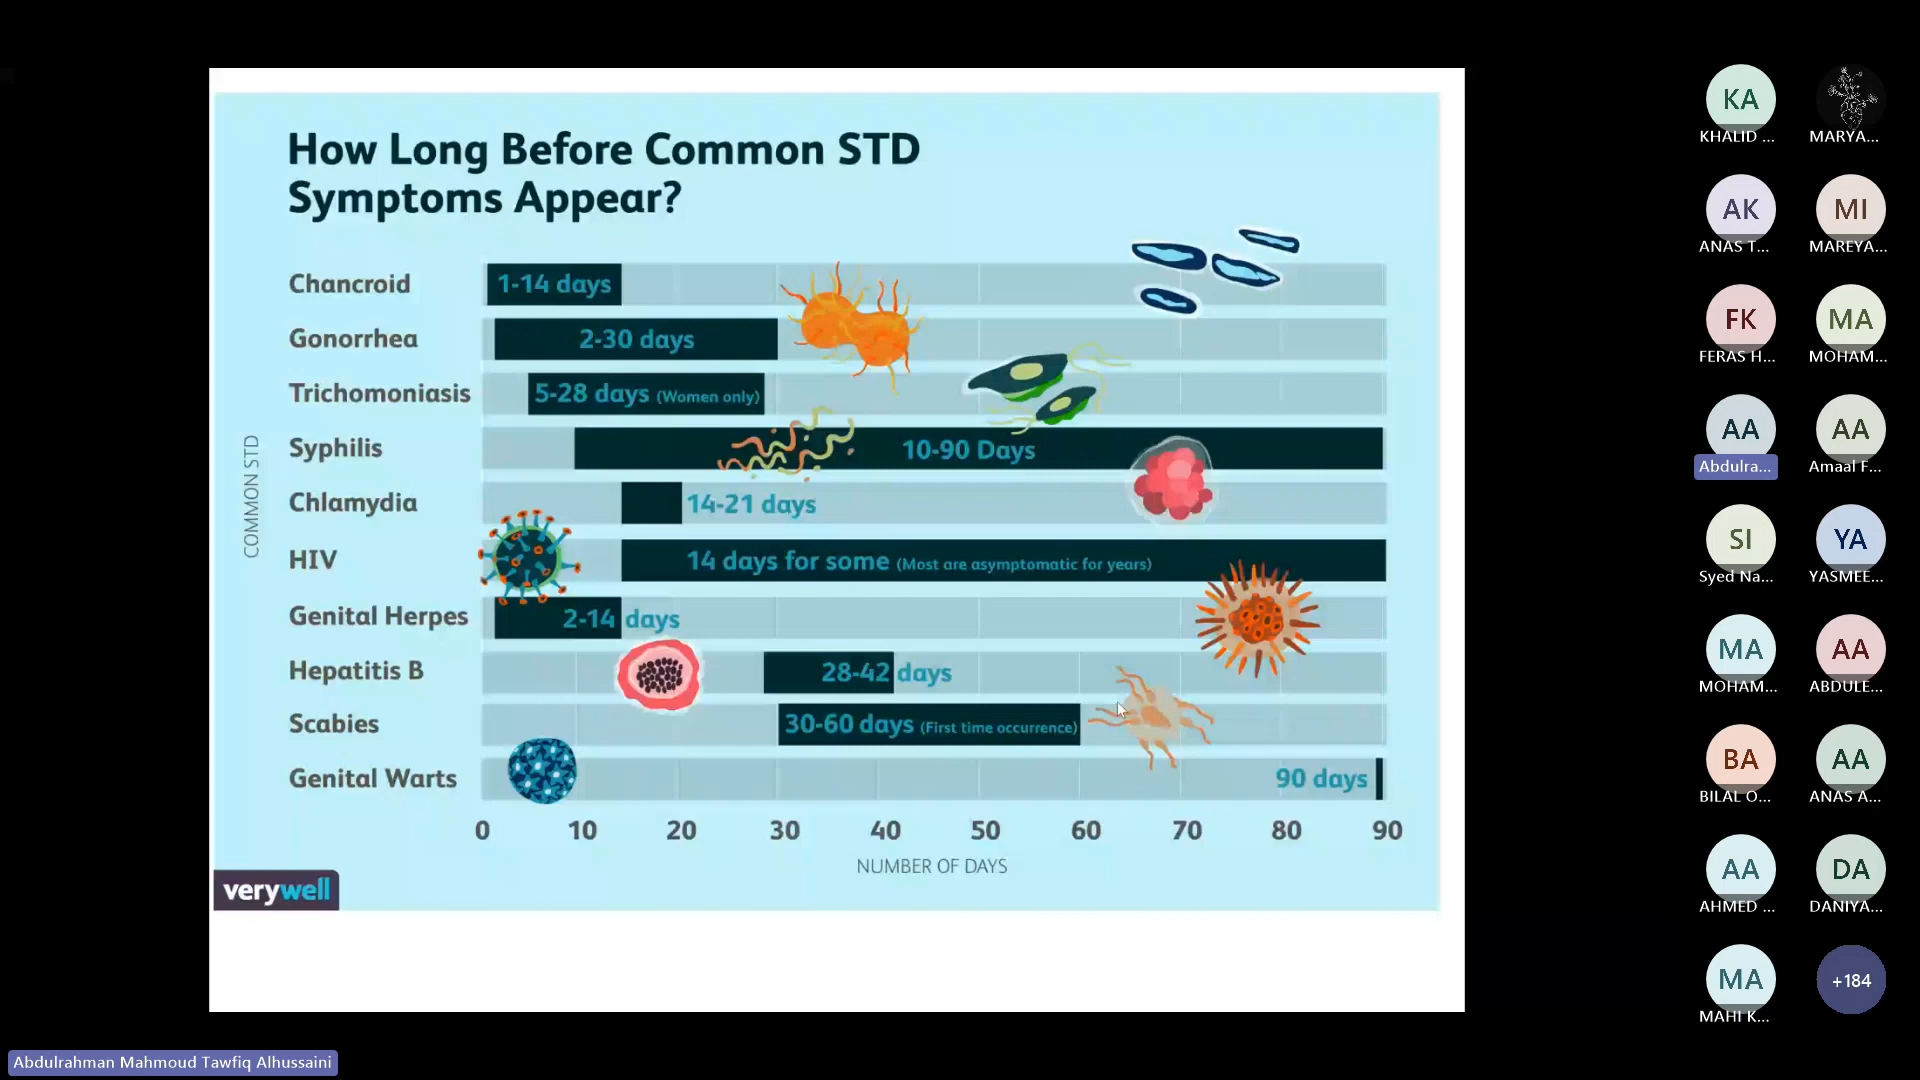 How Long Before Common STD
Symptoms Appear?
COMMON STD
Chancroid 1-14 days
Gonorrhea 2-30 days
Trichomoniasis 5-28 days (Women only)
Syphilis 10-90 Days
Chlamydia 14-21 days
HIV 14 days for some (Most are asymptomatic for years)
Genital Herpes 2-14 days
Hepatitis B 28-42 days
Scabies 30-60 days (First time occurrence)
Genital Warts 90 days
0 10 20 30 40 50 60 70 80 90
NUMBER OF DAYS
verywell
KA
KHALID ... MARYA...
AK MI
ANAS T... MAREYA...
FK MA
FERAS H... MOHAM...
AA AA
Abdulra... Amaal F...
SI YA
Syed Na... YASMEE...
MA AA
MOHAM... ABDULE...
BA AA
BILAL O... ANAS A...
AA DA
AHMED ... DANIYA...
MA +184
MAHI K...
Abdulrahman Mahmoud Tawfiq Alhussaini